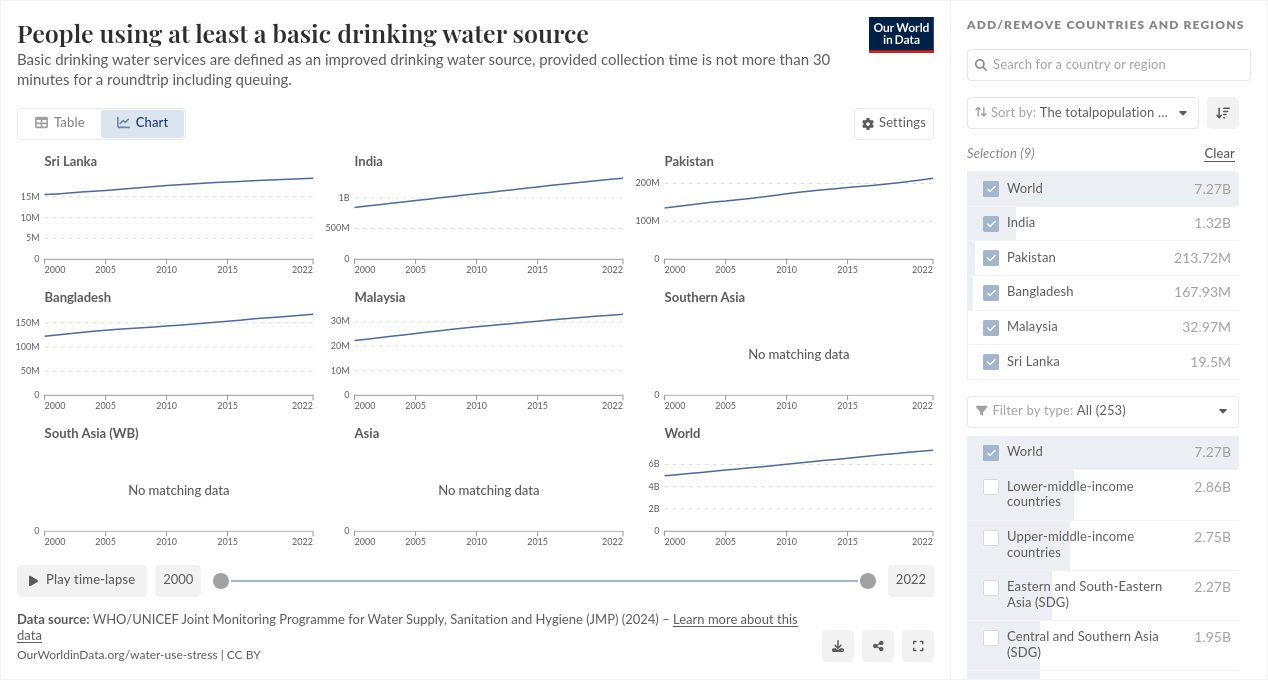 People using at least a basic drinking water source
Basic drinking water services are defined as an improved drinking water source, provided collection time is not more than 30
minutes for a roundtrip including queuing.
Our World
in Data
Table
Chart
Settings
Sri Lanka
15M
10M
5M
0
2000
2005
2010
2015
2022
India
1B
500M
0
2000
2005
2010
2015
2022
Pakistan
200M
100M
0
2000
2005
2010
2015
2022
Bangladesh
150M
100M
50M
0
2000
2005
2010
2015
2022
Malaysia
30M
20M
10M
0
2000
2005
2010
2015
2022
Southern Asia
No matching data
0
2000
2005
2010
2015
2022
South Asia (WB)
No matching data
0
2000
2005
2010
2015
2022
Asia
No matching data
0
2000
2005
2010
2015
2022
World
6B
4B
2B
0
2000
2005
2010
2015
2022
Play time-lapse
2000
2022
Data source: WHO/UNICEF Joint Monitoring Programme for Water Supply, Sanitation and Hygiene (JMP) (2024) – Learn more about this
data
OurWorldinData.org/water-use-stress | CC BY
ADD/REMOVE COUNTRIES AND REGIONS
Search for a country or region
Sort by: The totalpopulation ...
Selection (9)
Clear
World 7.27B
India 1.32B
Pakistan 213.72M
Bangladesh 167.93M
Malaysia 32.97M
Sri Lanka 19.5M
Filter by type: All (253)
World 7.27B
Lower-middle-income 2.86B
countries
Upper-middle-income 2.75B
countries
Eastern and South-Eastern 2.27B
Asia (SDG)
Central and Southern Asia 1.95B
(SDG)